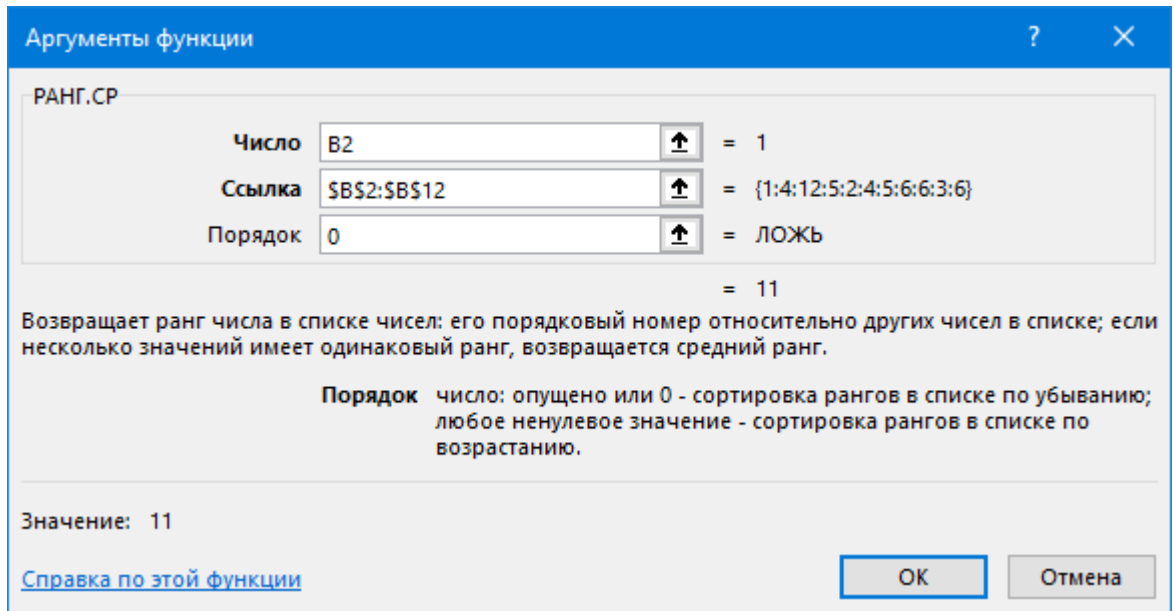 Аргументы функции ? ×
РАНГ.СР
Число B2 = 1
Ссылка $B$2:$B$12 = {1:4:12:5:2:4:5:6:6:3:6}
Порядок 0 = ЛОЖЬ
= 11
Возвращает ранг числа в списке чисел: его порядковый номер относительно других чисел в списке; если
несколько значений имеет одинаковый ранг, возвращается средний ранг.
Порядок число: опущено или 0 - сортировка рангов в списке по убыванию;
любое ненулевое значение - сортировка рангов в списке по
возрастанию.
Значение: 11
Справка по этой функции ОК Отмена